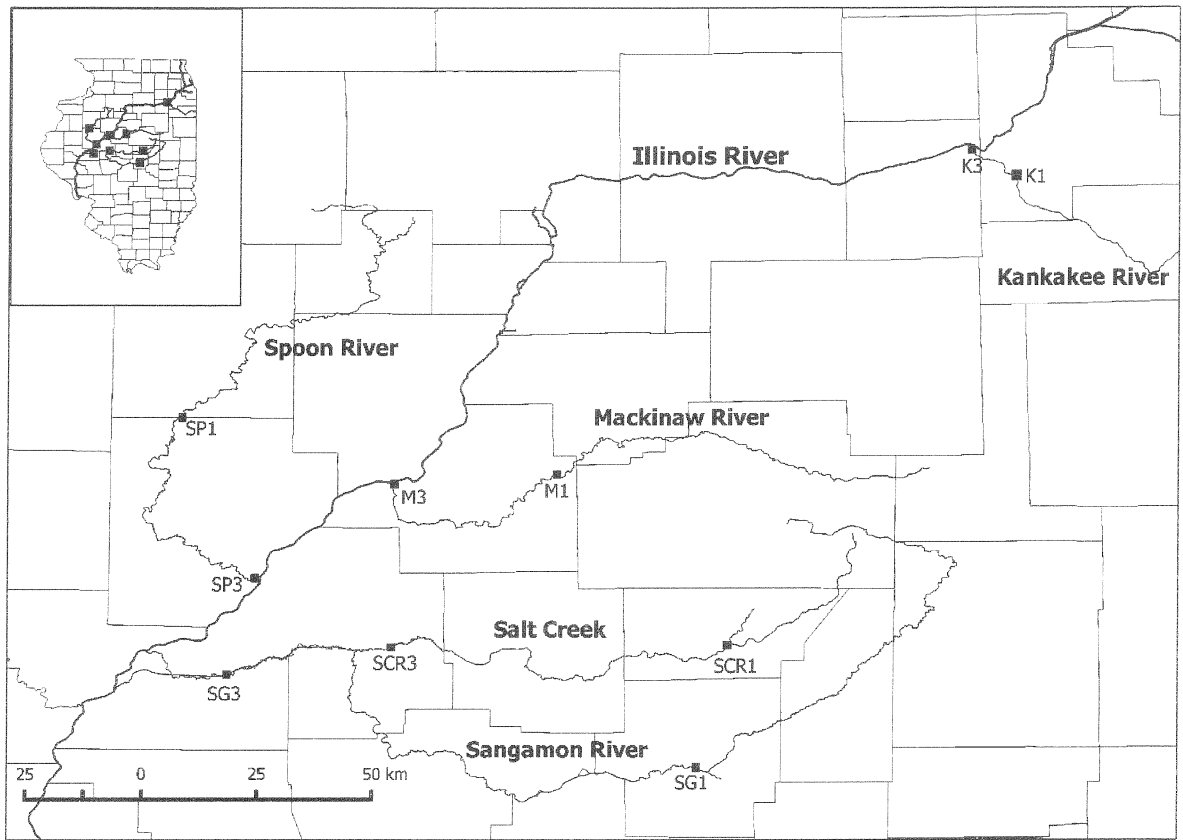 Illinois River
K3
K1
Kankakee River
Spoon River
Mackinaw River
SP1
M3
M1
SP3
Salt Creek
SCR3
SCR1
SG3
Sangamon River
SG1
25 0 25 50 km